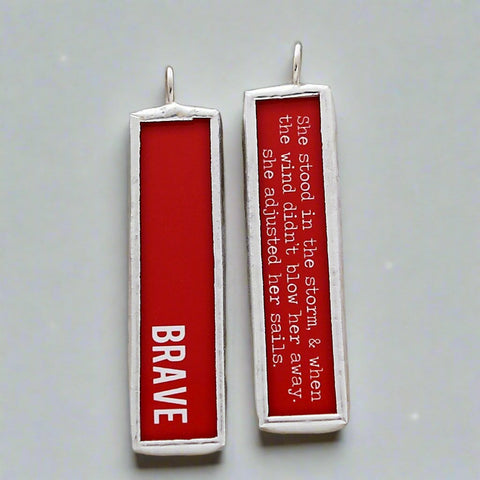 BRAVE
She stood in the storm, & when
the wind didn't blow her away.
she adjusted her sails.